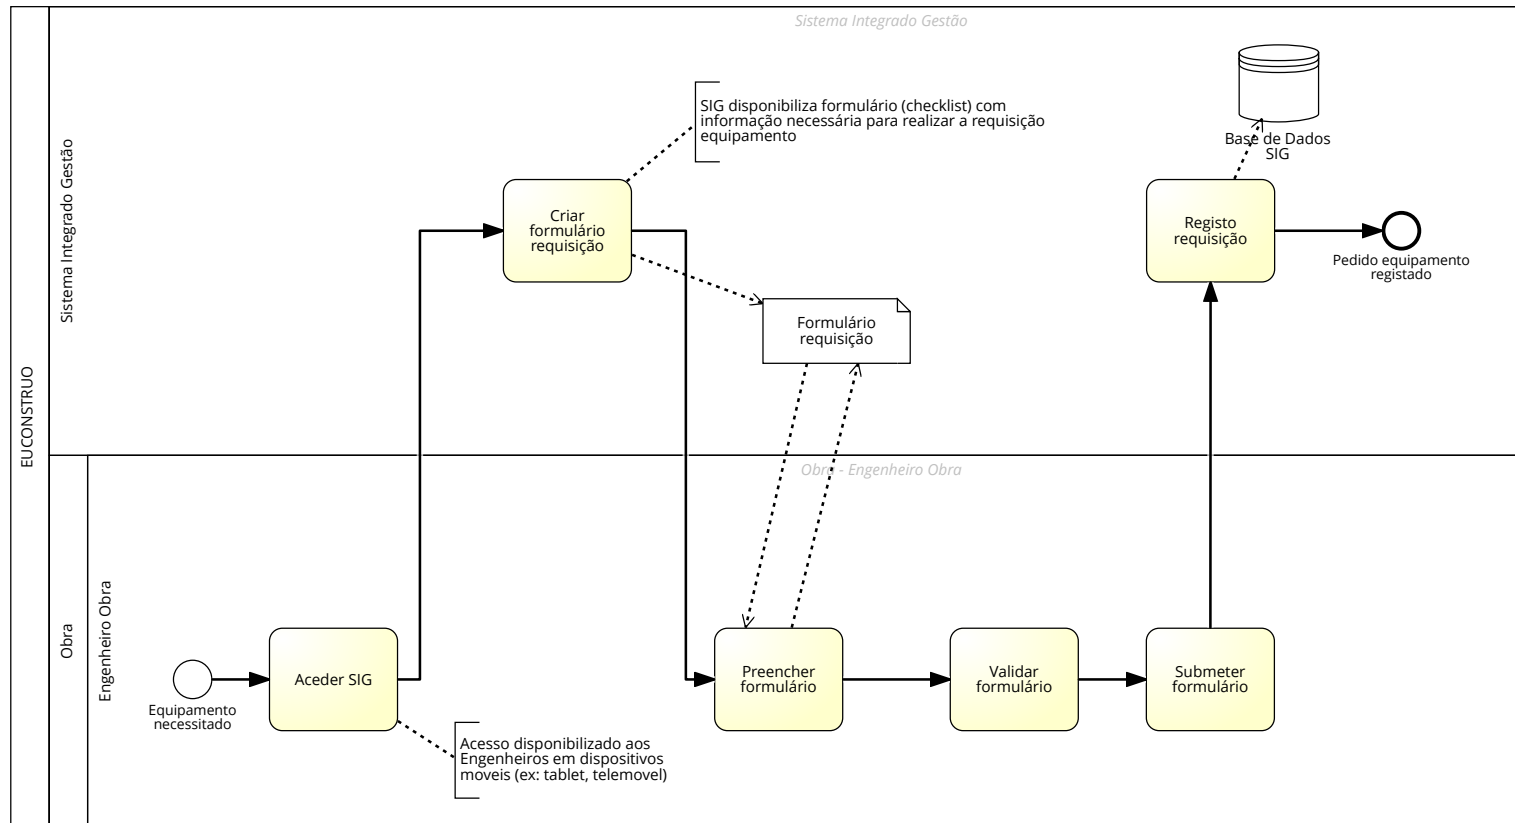 Sistema Integrado Gestão
EUCONSTRUO
Sistema Integrado Gestão
SIG disponibiliza formulário (checklist) com
informação necessária para realizar a requisição
equipamento
Base de Dados
SIG
Criar
formulário
requisição
Registo
requisição
Pedido equipamento
registado
Formulário
requisição
Obra - Engenheiro Obra
Obra
Engenheiro Obra
Equipamento
necessitado
Aceder SIG
Acesso disponibilizado aos
Engenheiros em dispositivos
moveis (ex: tablet, telemovel)
Preencher
formulário
Validar
formulário
Submeter
formulário